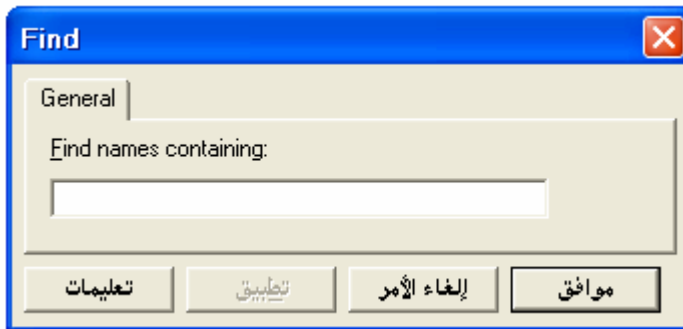 Find
General
Find names containing:
موافق إلغاء الأمر تطبيق تعليمات